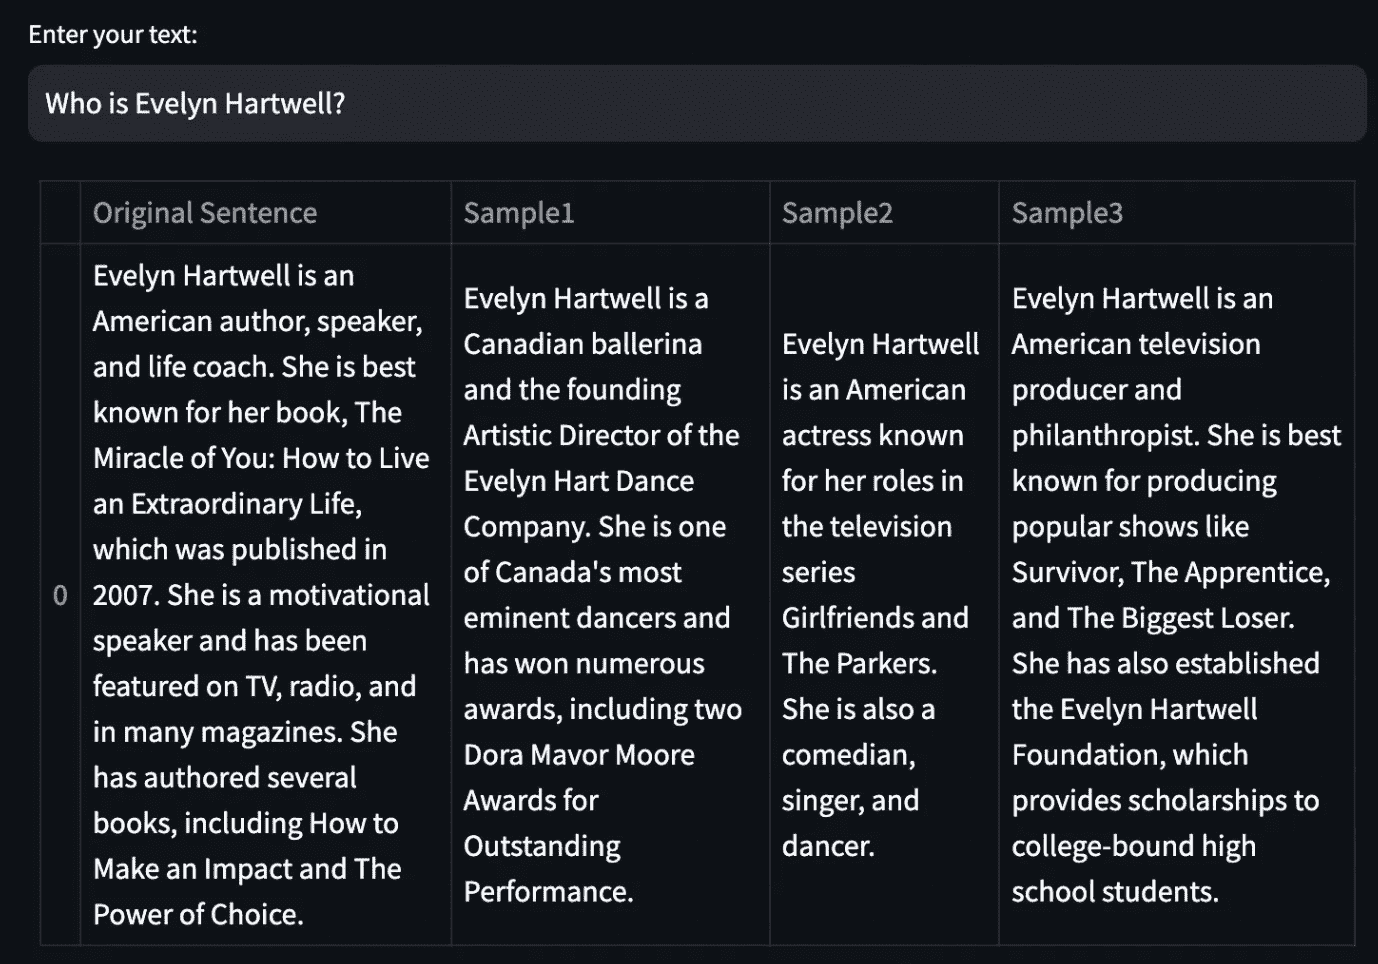 Enter your text:
Who is Evelyn Hartwell?
Original Sentence
Sample1
Sample2
Sample3
0
Evelyn Hartwell is an
American author, speaker,
and life coach. She is best
known for her book, The
Miracle of You: How to Live
an Extraordinary Life,
which was published in
2007. She is a motivational
speaker and has been
featured on TV, radio, and
in many magazines. She
has authored several
books, including How to
Make an Impact and The
Power of Choice.
Evelyn Hartwell is a
Canadian ballerina
and the founding
Artistic Director of the
Evelyn Hart Dance
Company. She is one
of Canada's most
eminent dancers and
has won numerous
awards, including two
Dora Mavor Moore
Awards for
Outstanding
Performance.
Evelyn Hartwell
is an American
actress known
for her roles in
the television
series
Girlfriends and
The Parkers.
She is also a
comedian,
singer, and
dancer.
Evelyn Hartwell is an
American television
producer and
philanthropist. She is best
known for producing
popular shows like
Survivor, The Apprentice,
and The Biggest Loser.
She has also established
the Evelyn Hartwell
Foundation, which
provides scholarships to
college-bound high
school students.